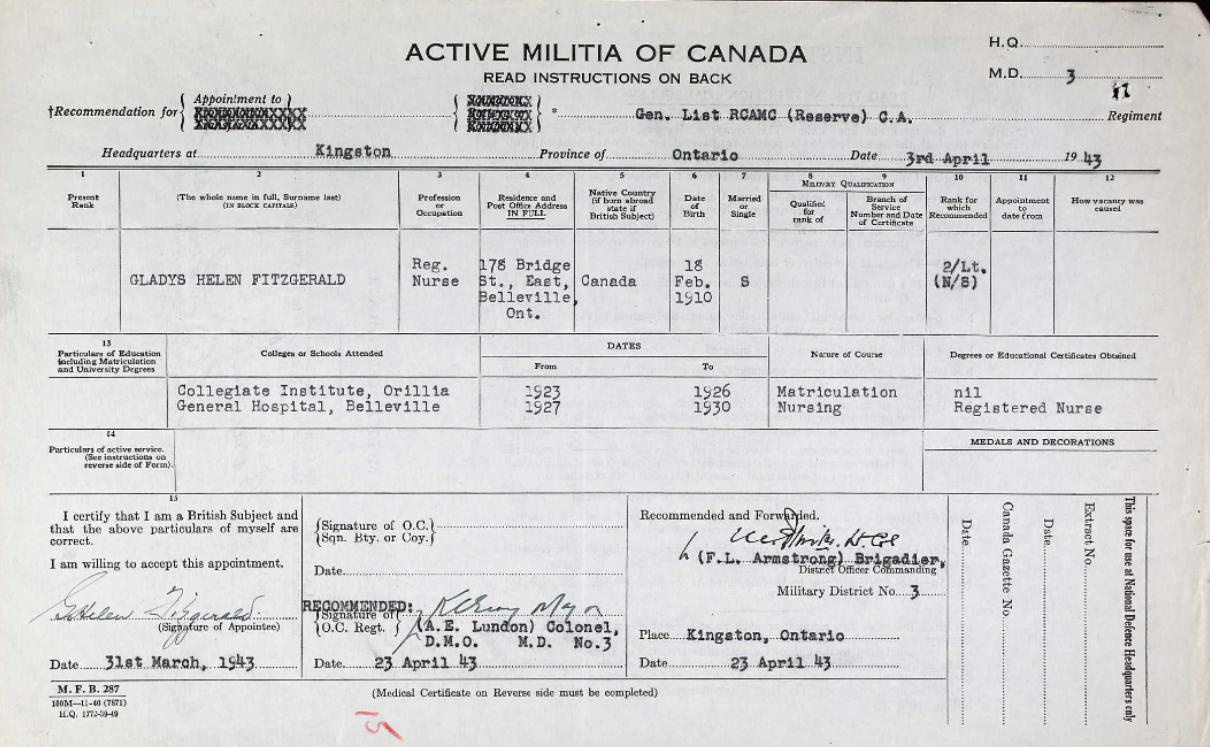 ACTIVE MILITIA OF CANADA
READ INSTRUCTIONS ON BACK
H.Q.
M.D. 3
†Recommendation for { Appointment to } { } * Gen. List RCAMC (Reserve) C.A. Regiment
Headquarters at Kingston Province of Ontario Date 3rd April 1943
1 2 3 4 5 6 7 8 9 10 11 12
Present Rank
(The whole name in full, Surname last)
(IN BLOCK CAPITALS)
Profession or Occupation
Residence and Post Office Address IN FULL
Native Country (if born abroad state if British Subject)
Date of Birth
Married or Single
MILITARY QUALIFICATION
Qualified for rank of
Branch of Service Number and Date of Certificate
Rank for which Recommended
Appointment to date from
How vacancy was caused
GLADYS HELEN FITZGERALD
Reg.
Nurse
178 Bridge
St., East,
Belleville,
Ont.
Canada
18
Feb.
1910
S
2/Lt.
(N/S)
13
Particulars of Education
including Matriculation
and University Degrees
Colleges or Schools Attended
DATES
From To
Nature of Course
Degrees or Educational Certificates Obtained
Collegiate Institute, Orillia 1923 1926 Matriculation nil
General Hospital, Belleville 1927 1930 Nursing Registered Nurse
14
Particulars of active service.
(See instructions on
reverse side of Form).
MEDALS AND DECORATIONS
15
I certify that I am a British Subject and
that the above particulars of myself are
correct.
I am willing to accept this appointment.
G. Helen Fitzgerald.
(Signature of Appointee)
Date 31st March, 1943
{Signature of O.C.}
{Sqn. Bty. or Coy.}
Date
RECOMMENDED:
{Signature of}
{O.C. Regt.}
(A.E. Lundon) Colonel,
D.M.O. M.D. No.3
Date 23 April 43
Recommended and Forwarded.
(F.L. Armstrong) Brigadier,
District Officer Commanding
Military District No. 3
Place Kingston, Ontario
Date 23 April 43
Date
Canada Gazette No.
Date
Extract No.
This space for use at National Defence Headquarters only
M. F. B. 287
100M—11-40 (7871)
H.Q. 1772-39-49
(Medical Certificate on Reverse side must be completed)
15